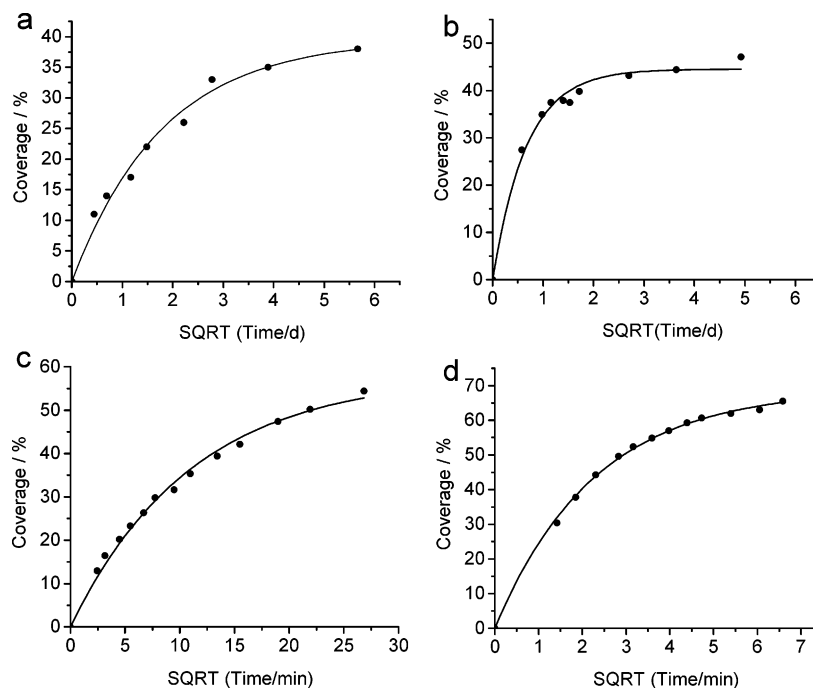 a
Coverage / %
40
35
30
25
20
15
10
5
0
0 1 2 3 4 5 6
SQRT (Time/d)
b
Coverage / %
50
40
30
20
10
0
0 1 2 3 4 5 6
SQRT(Time/d)
c
Coverage / %
60
50
40
30
20
10
0
0 5 10 15 20 25 30
SQRT (Time/min)
d
Coverage / %
70
60
50
40
30
20
10
0
0 1 2 3 4 5 6 7
SQRT (Time/min)